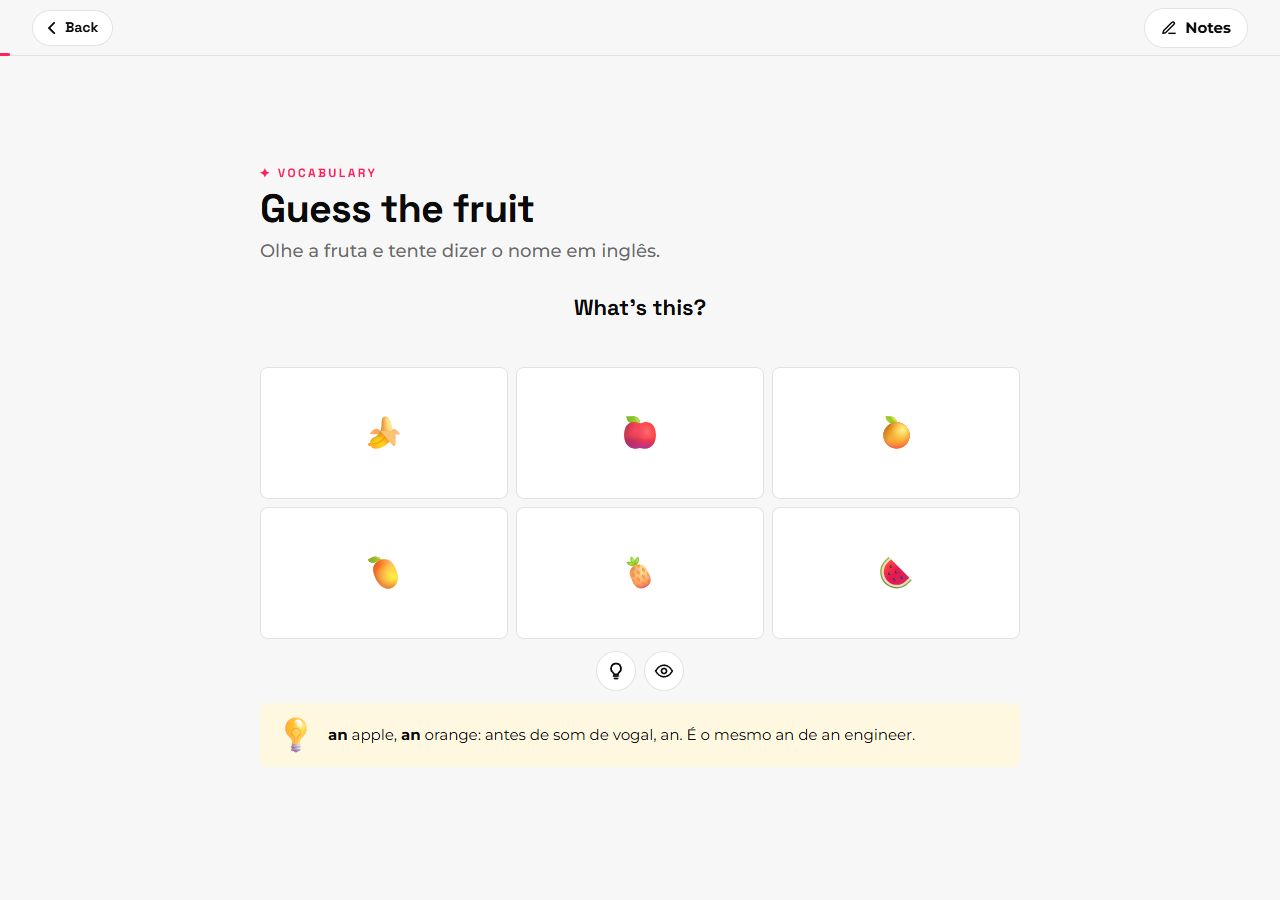 Back
Notes
✦ VOCABULARY
Guess the fruit
Olhe a fruta e tente dizer o nome em inglês.
What’s this?
an apple, an orange: antes de som de vogal, an. É o mesmo an de an engineer.